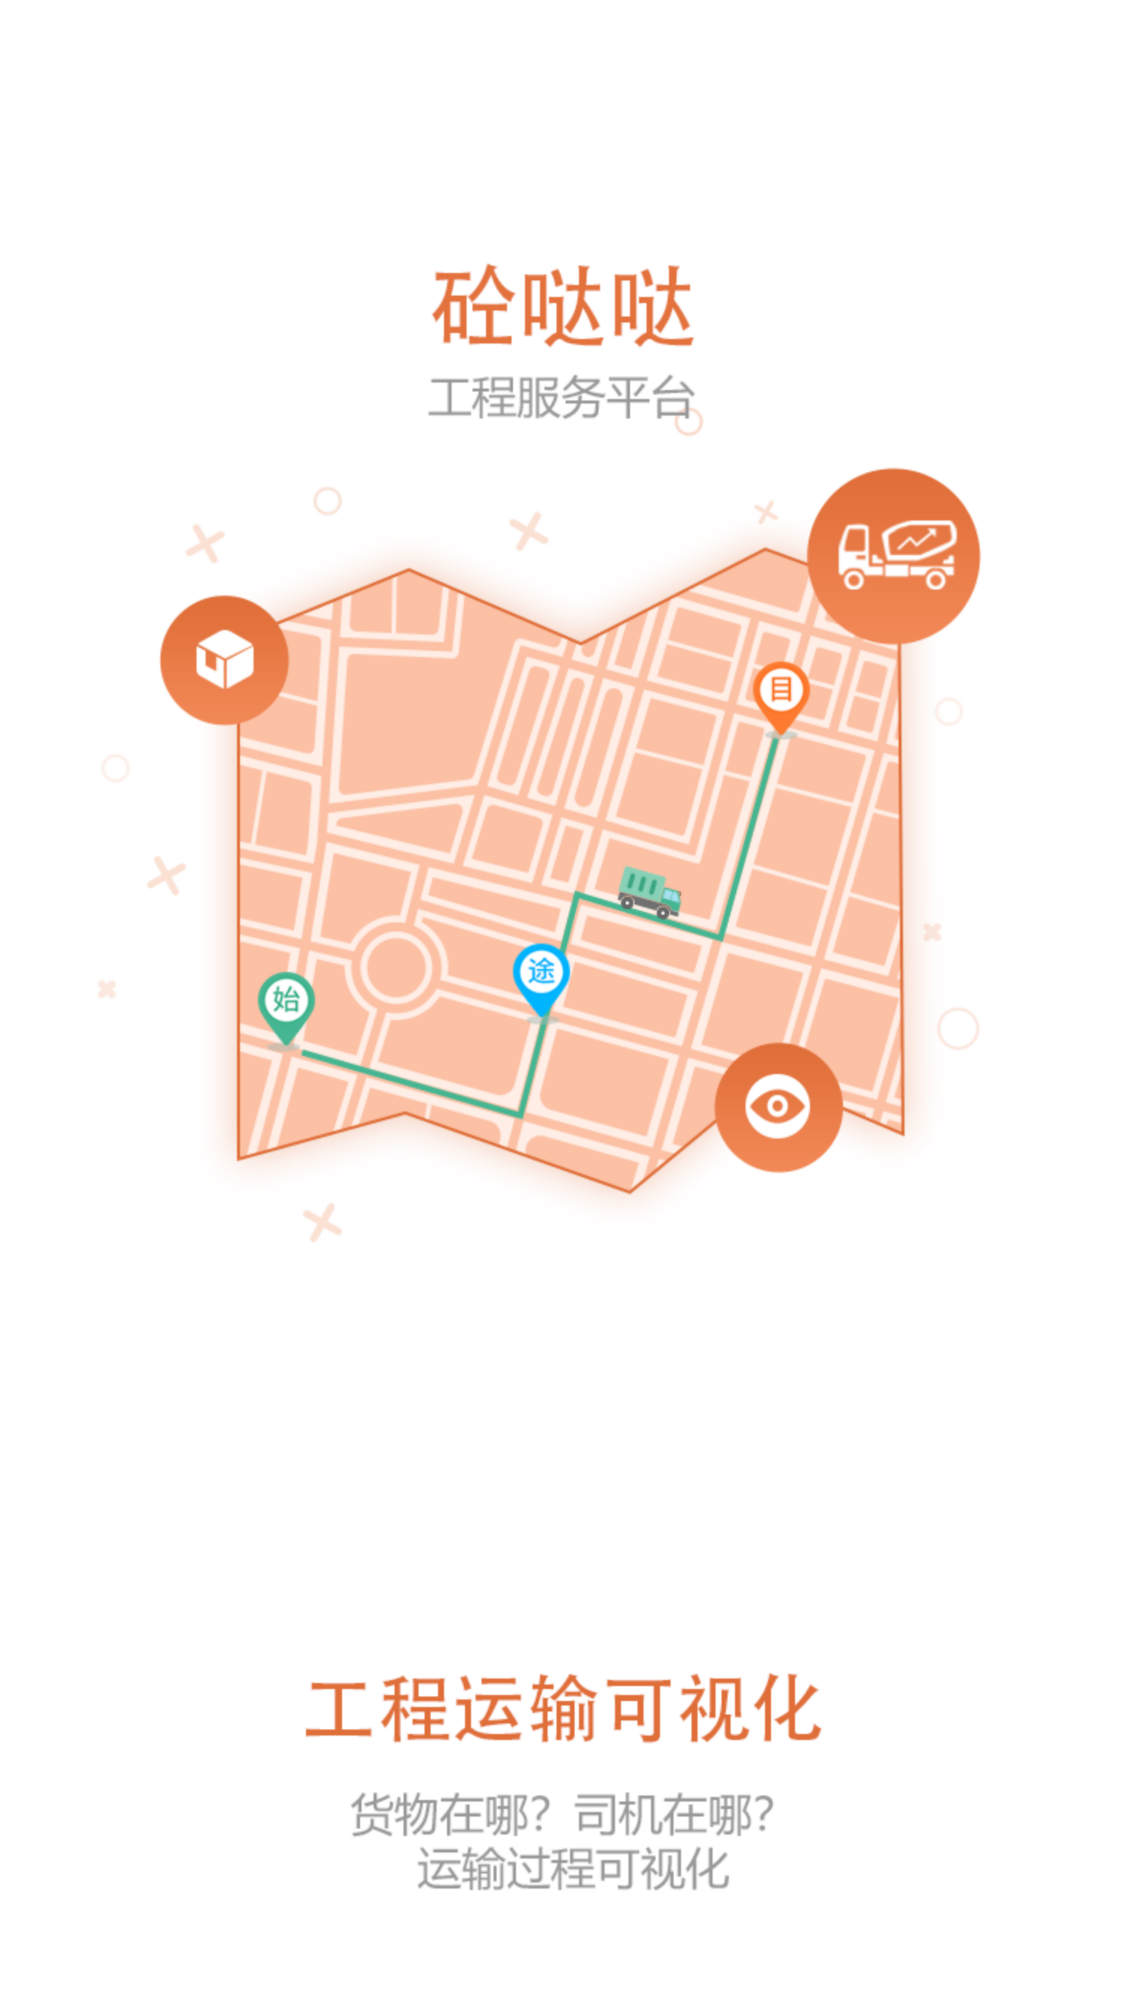 砼哒哒
工程服务平台
目
途
始
工程运输可视化
货物在哪？司机在哪？
运输过程可视化